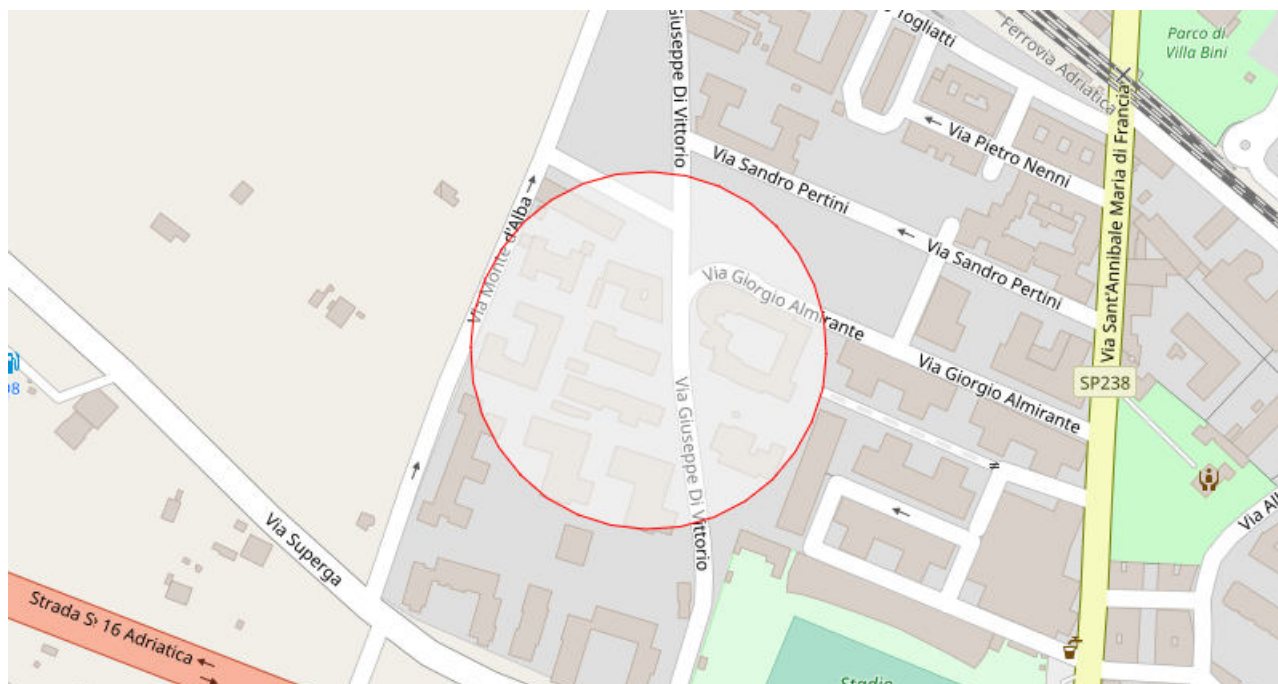 Togliatti
Ferrovia Adriatica
Parco di
Villa Bini
Giuseppe Di Vittorio
Via Pietro Nenni
Via Sandro Pertini
Via Sandro Pertini
Via Sant'Annibale Maria di Francia
Via Monte d'Alba
Via Giorgio Almirante
Via Giorgio Almirante
SP238
Via Giuseppe Di Vittorio
Via Superga
Strada S 16 Adriatica
Stadio